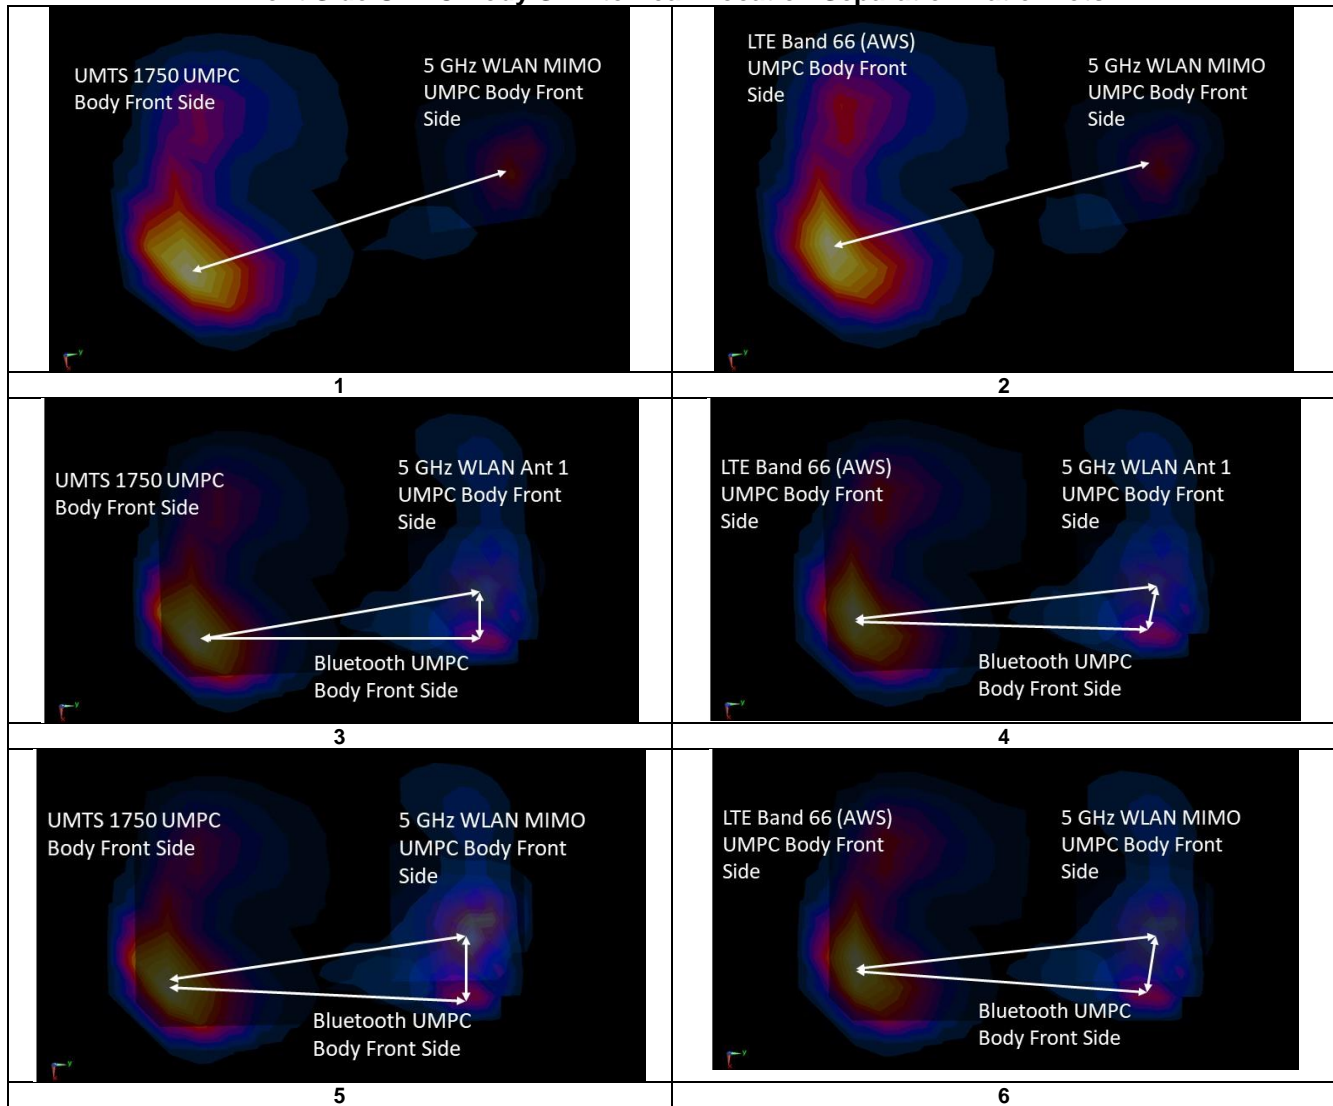 UMTS 1750 UMPC
Body Front Side
5 GHz WLAN MIMO
UMPC Body Front
Side
LTE Band 66 (AWS)
UMPC Body Front
Side
5 GHz WLAN MIMO
UMPC Body Front
Side
1
2
UMTS 1750 UMPC
Body Front Side
5 GHz WLAN Ant 1
UMPC Body Front
Side
Bluetooth UMPC
Body Front Side
LTE Band 66 (AWS)
UMPC Body Front
Side
5 GHz WLAN Ant 1
UMPC Body Front
Side
Bluetooth UMPC
Body Front Side
3
4
UMTS 1750 UMPC
Body Front Side
5 GHz WLAN MIMO
UMPC Body Front
Side
Bluetooth UMPC
Body Front Side
LTE Band 66 (AWS)
UMPC Body Front
Side
5 GHz WLAN MIMO
UMPC Body Front
Side
Bluetooth UMPC
Body Front Side
5
6